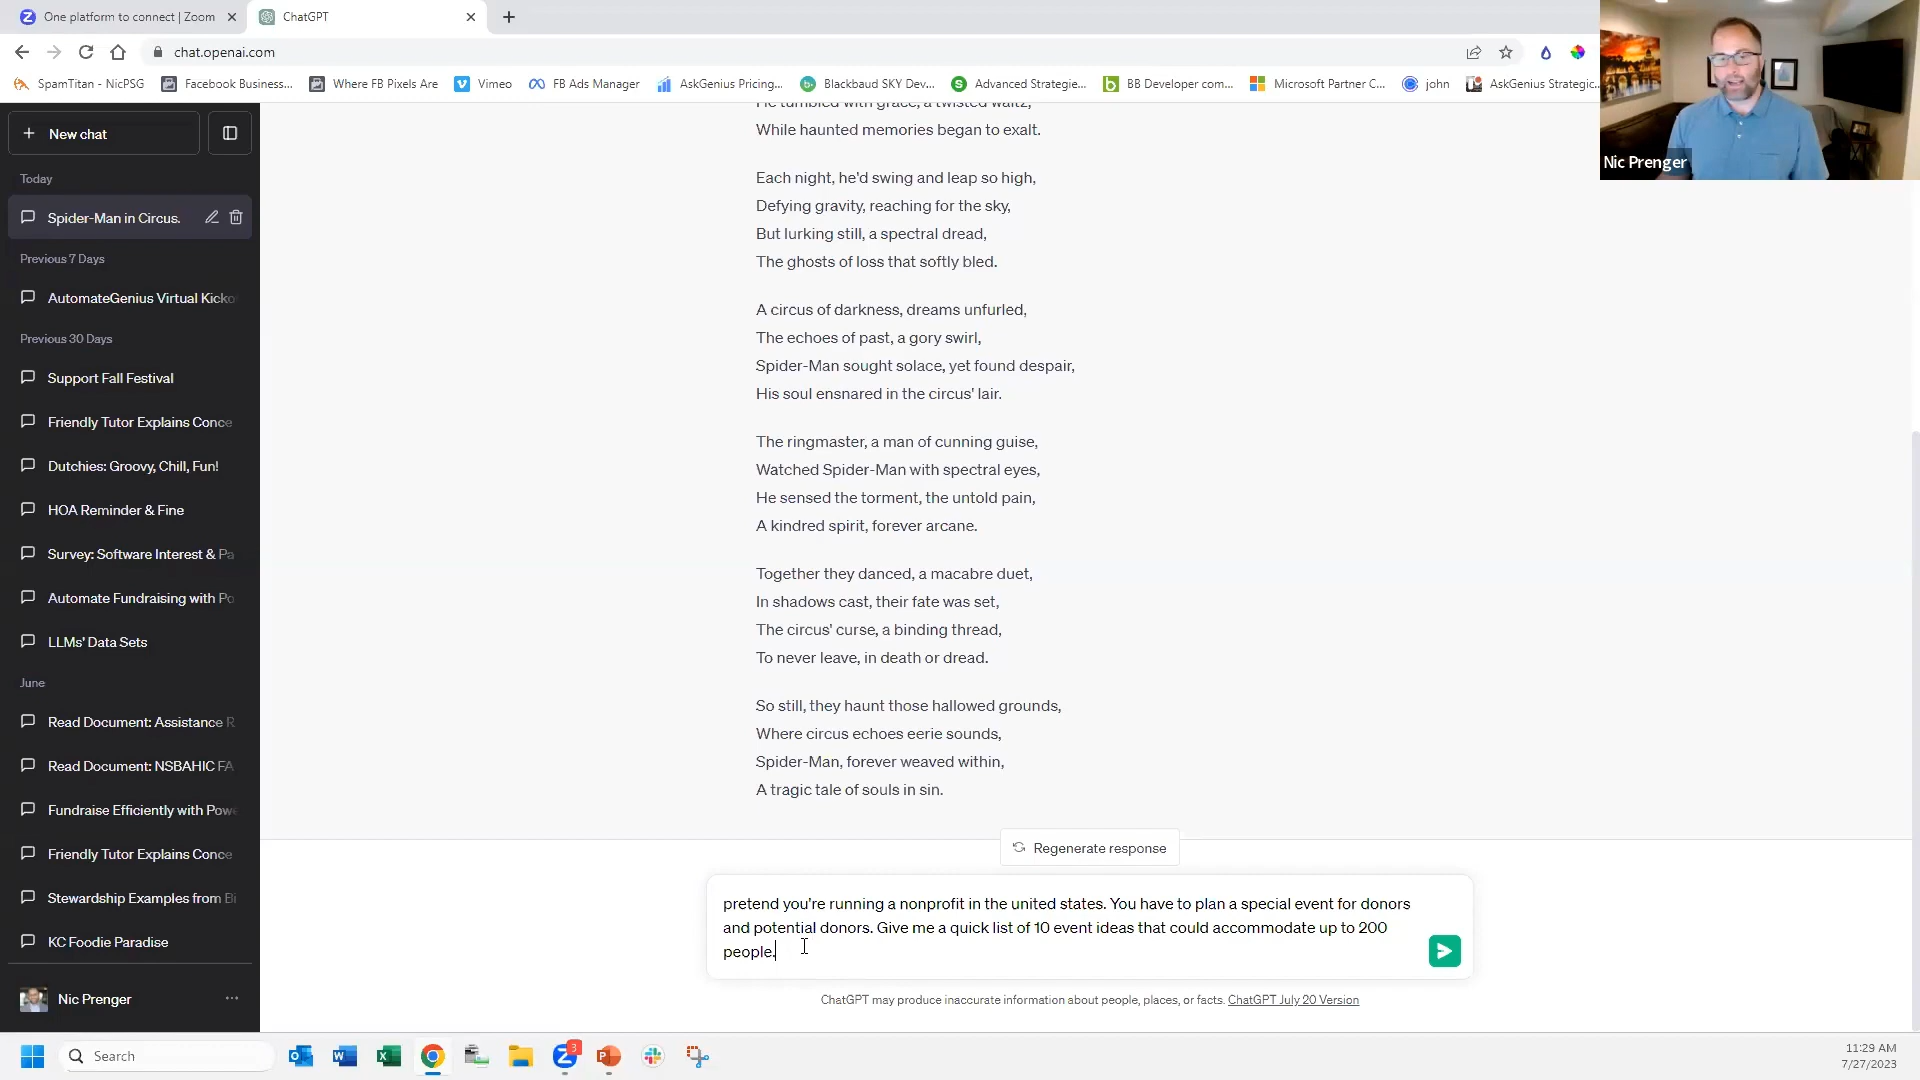 One platform to connect | Zoom
ChatGPT
chat.openai.com
SpamTitan - NicPSG
Facebook Business...
Where FB Pixels Are
Vimeo
FB Ads Manager
AskGenius Pricing...
Blackbaud SKY Dev...
Advanced Strategie...
BB Developer com...
Microsoft Partner C...
john
AskGenius Strategic...
Nic Prenger
New chat
Today
Spider-Man in Circus.
Previous 7 Days
AutomateGenius Virtual Kicko
Previous 30 Days
Support Fall Festival
Friendly Tutor Explains Conce
Dutchies: Groovy, Chill, Fun!
HOA Reminder & Fine
Survey: Software Interest & Pa
Automate Fundraising with Po
LLMs' Data Sets
June
Read Document: Assistance R
Read Document: NSBAHIC FA
Fundraise Efficiently with Powe
Friendly Tutor Explains Conce
Stewardship Examples from Bi
KC Foodie Paradise
Nic Prenger
He tumbled with grace, a twisted waltz,
While haunted memories began to exalt.
Each night, he'd swing and leap so high,
Defying gravity, reaching for the sky,
But lurking still, a spectral dread,
The ghosts of loss that softly bled.
A circus of darkness, dreams unfurled,
The echoes of past, a gory swirl,
Spider-Man sought solace, yet found despair,
His soul ensnared in the circus' lair.
The ringmaster, a man of cunning guise,
Watched Spider-Man with spectral eyes,
He sensed the torment, the untold pain,
A kindred spirit, forever arcane.
Together they danced, a macabre duet,
In shadows cast, their fate was set,
The circus' curse, a binding thread,
To never leave, in death or dread.
So still, they haunt those hallowed grounds,
Where circus echoes eerie sounds,
Spider-Man, forever weaved within,
A tragic tale of souls in sin.
Regenerate response
pretend you're running a nonprofit in the united states. You have to plan a special event for donors
and potential donors. Give me a quick list of 10 event ideas that could accommodate up to 200
people.
ChatGPT may produce inaccurate information about people, places, or facts. ChatGPT July 20 Version
Search
3
11:29 AM
7/27/2023